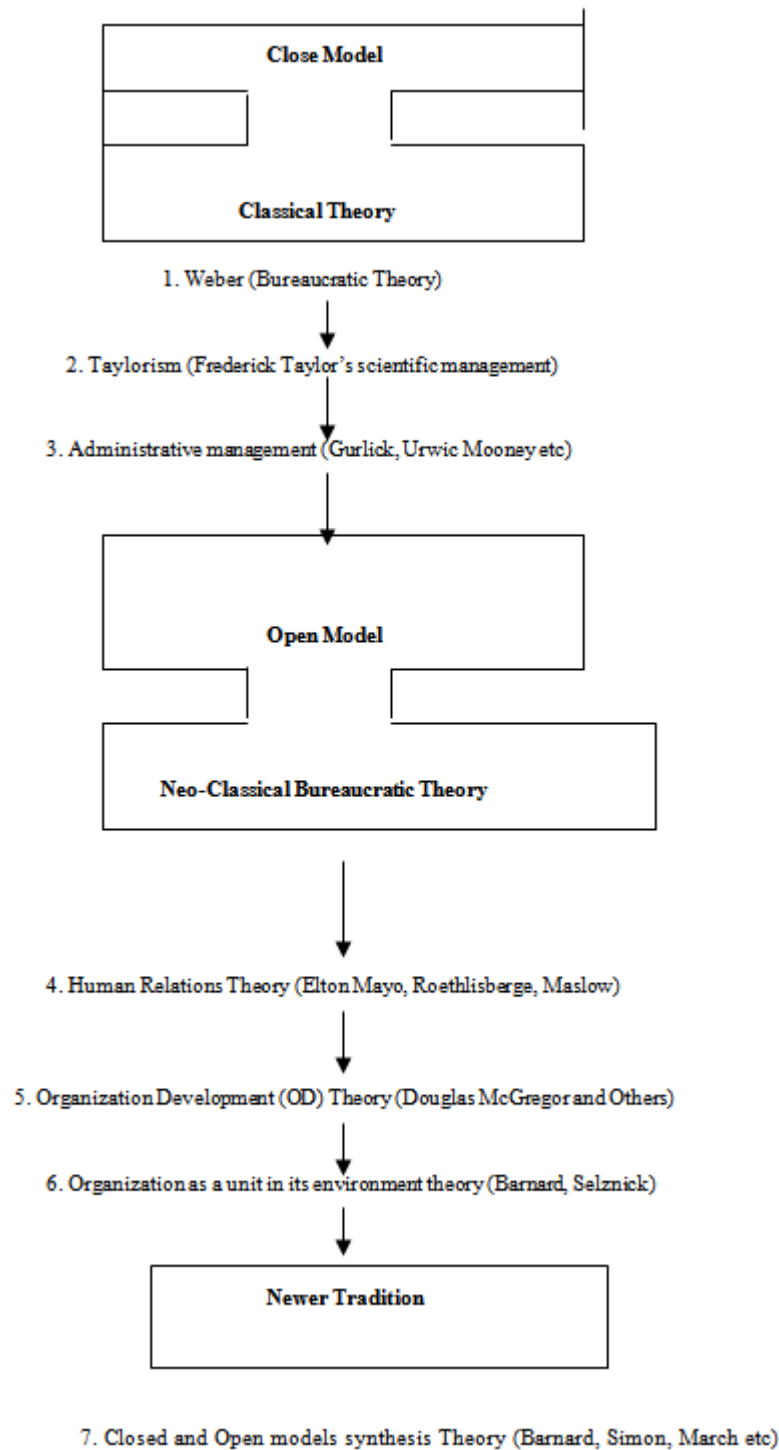 Close Model
Classical Theory
1. Weber (Bureaucratic Theory)
2. Taylorism (Frederick Taylor’s scientific management)
3. Administrative management (Gurlick, Urwic Mooney etc)
Open Model
Neo-Classical Bureaucratic Theory
4. Human Relations Theory (Elton Mayo, Roethlisberge, Maslow)
5. Organization Development (OD) Theory (Douglas McGregor and Others)
6. Organization as a unit in its environment theory (Barnard, Selznick)
Newer Tradition
7. Closed and Open models synthesis Theory (Barnard, Simon, March etc)